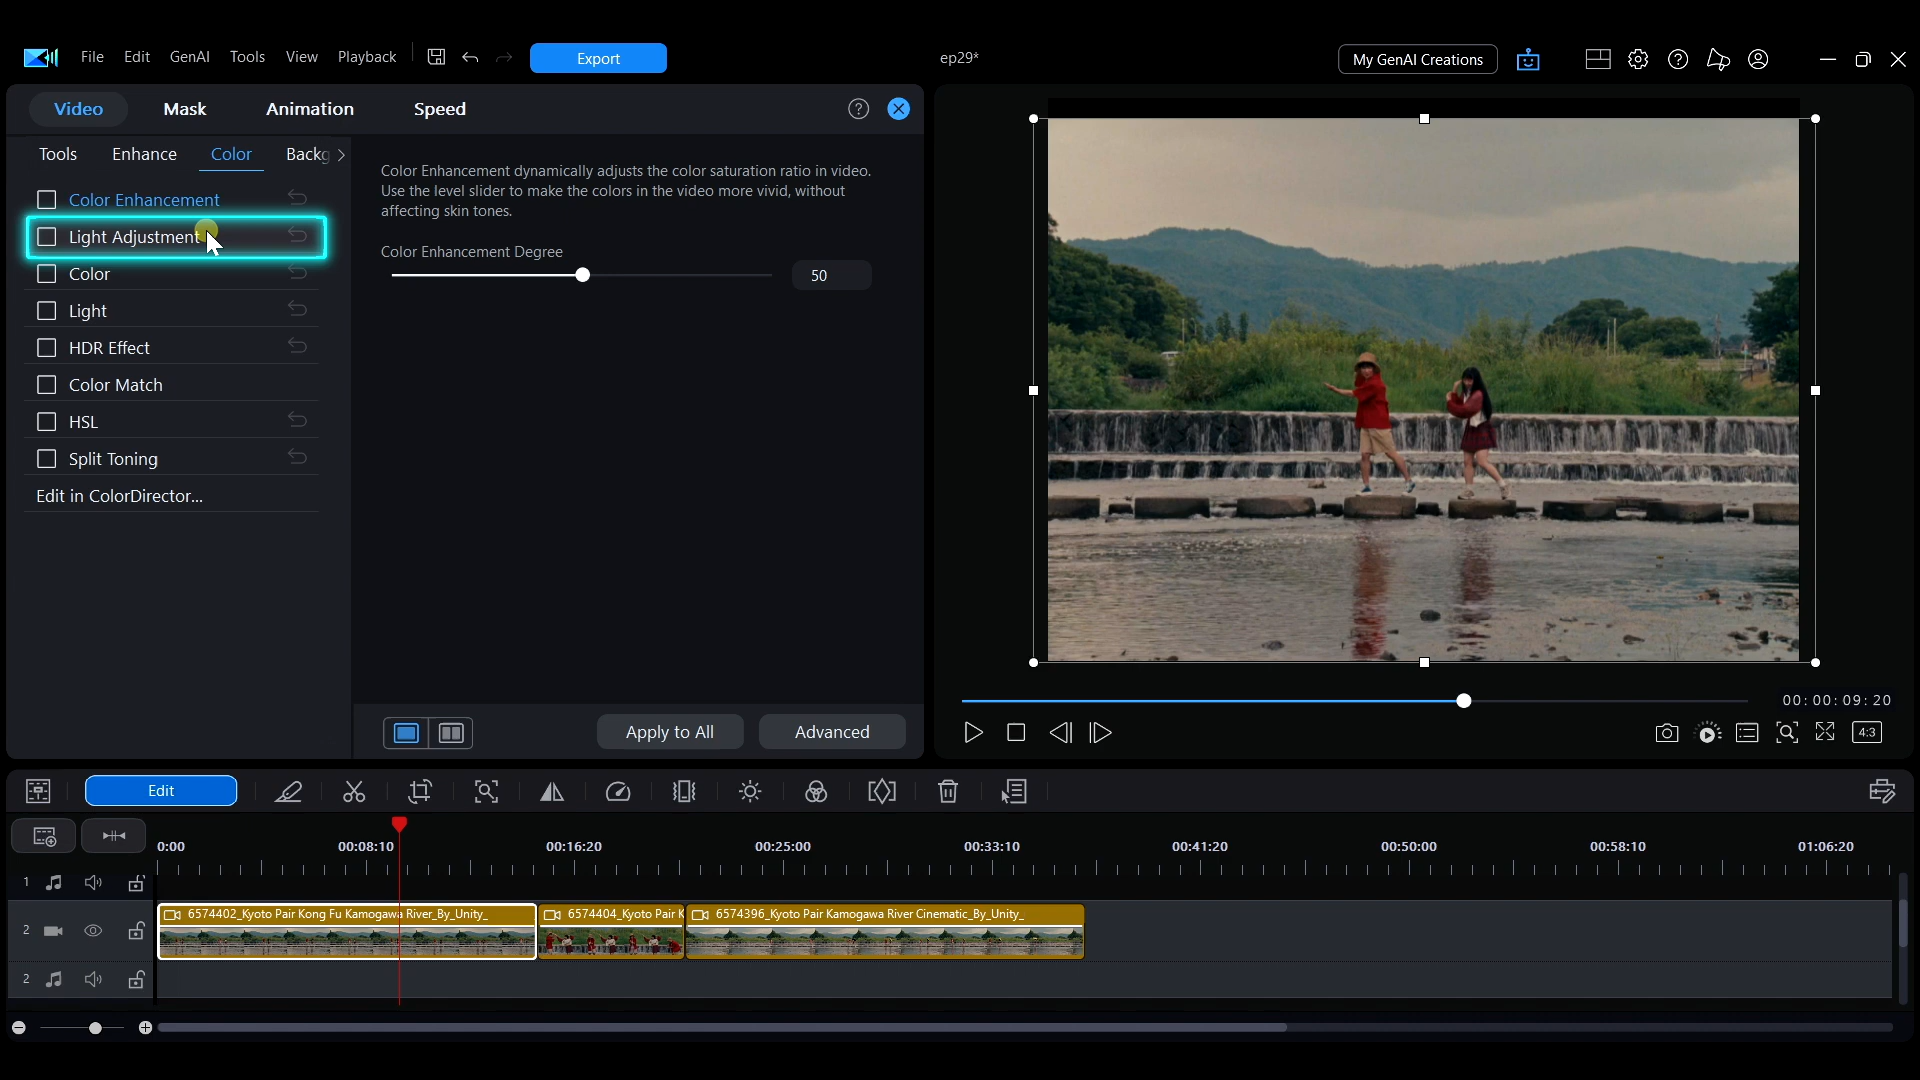 File Edit GenAI Tools View Playback
Export
ep29*
My GenAI Creations
Video Mask Animation Speed
Tools Enhance Color Backg
Color Enhancement
Light Adjustment
Color
Light
HDR Effect
Color Match
HSL
Split Toning
Edit in ColorDirector...
Color Enhancement dynamically adjusts the color saturation ratio in video.
Use the level slider to make the colors in the video more vivid, without
affecting skin tones.
Color Enhancement Degree
50
Apply to All
Advanced
00:00:09:20
4:3
Edit
0:00 00:08:10 00:16:20 00:25:00 00:33:10 00:41:20 00:50:00 00:58:10 01:06:20
1
2
6574402_Kyoto Pair Kong Fu Kamogawa River_By_Unity_
6574404_Kyoto Pair K
6574396_Kyoto Pair Kamogawa River Cinematic_By_Unity_
2